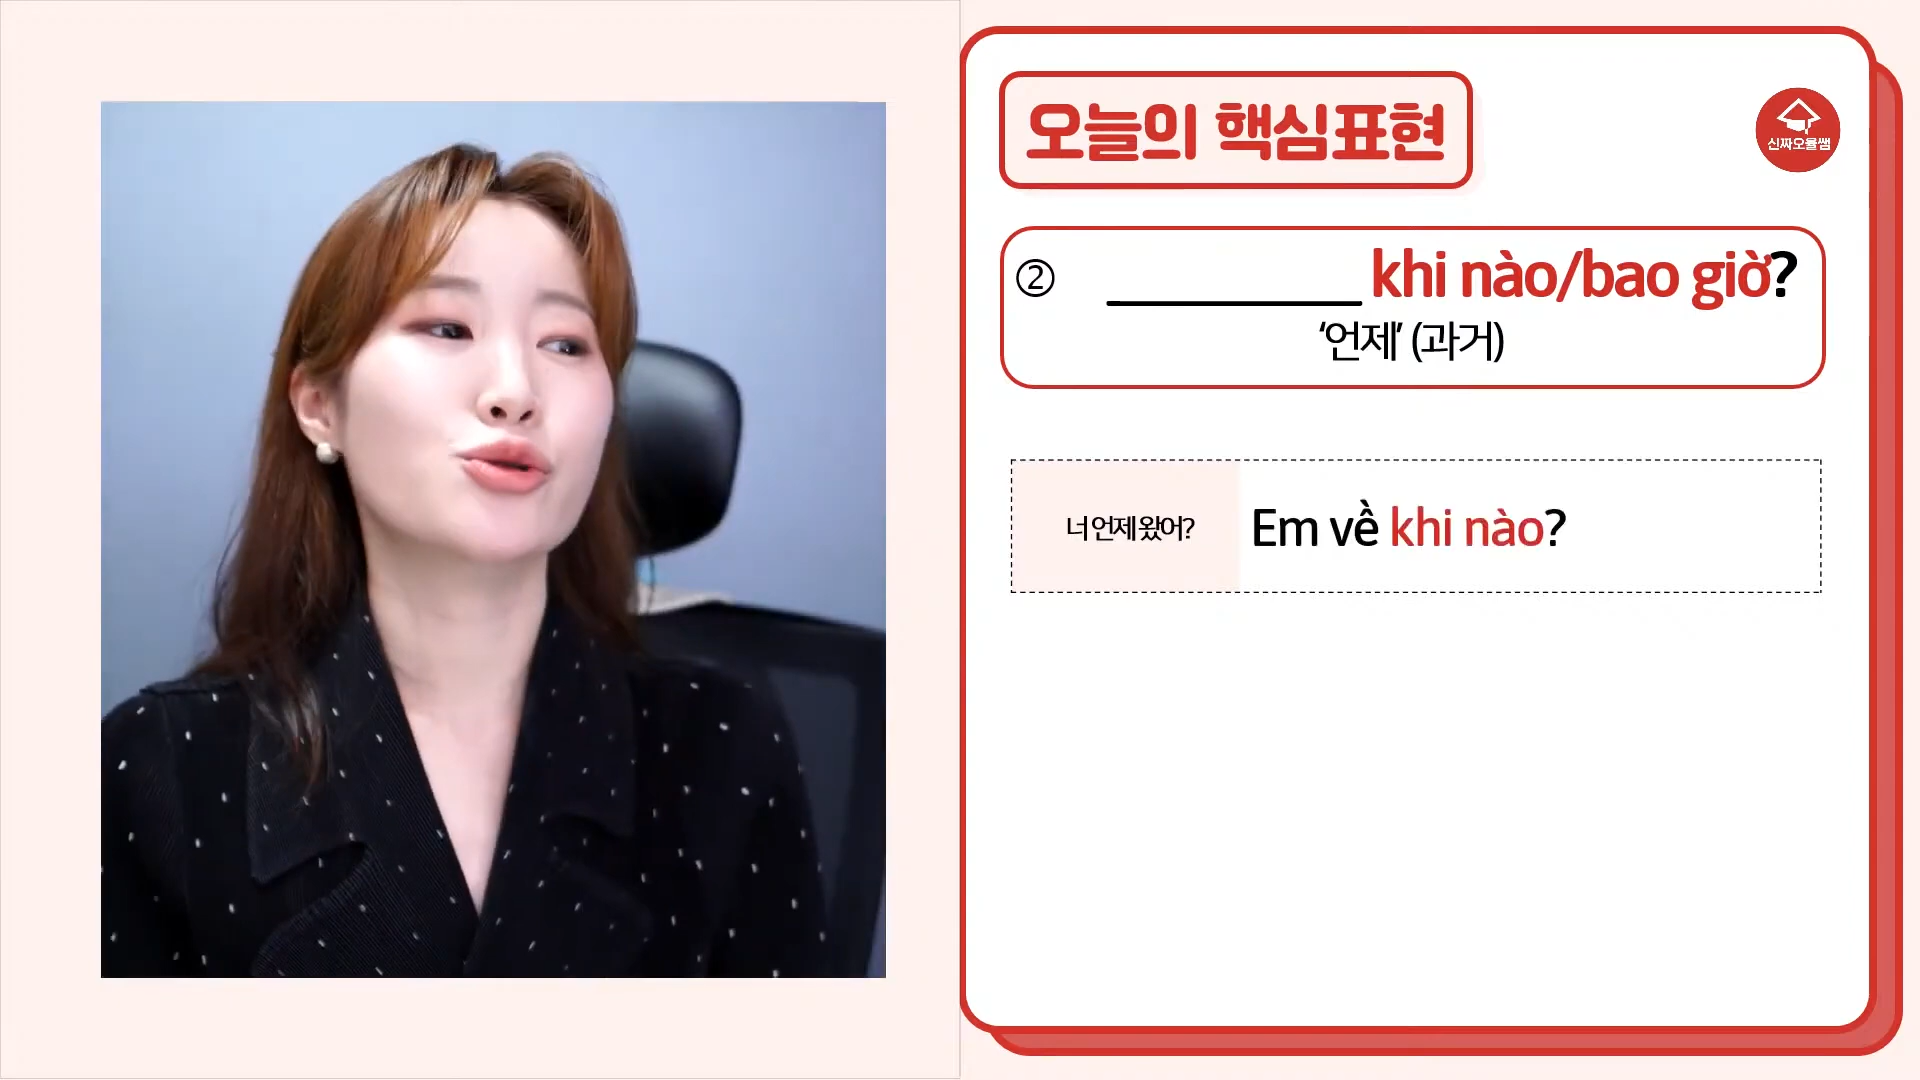 오늘의 핵심표현
신짜오율쌤
② __________ khi nào/bao giờ?
‘언제’ (과거)
너 언제 왔어?
Em về khi nào?